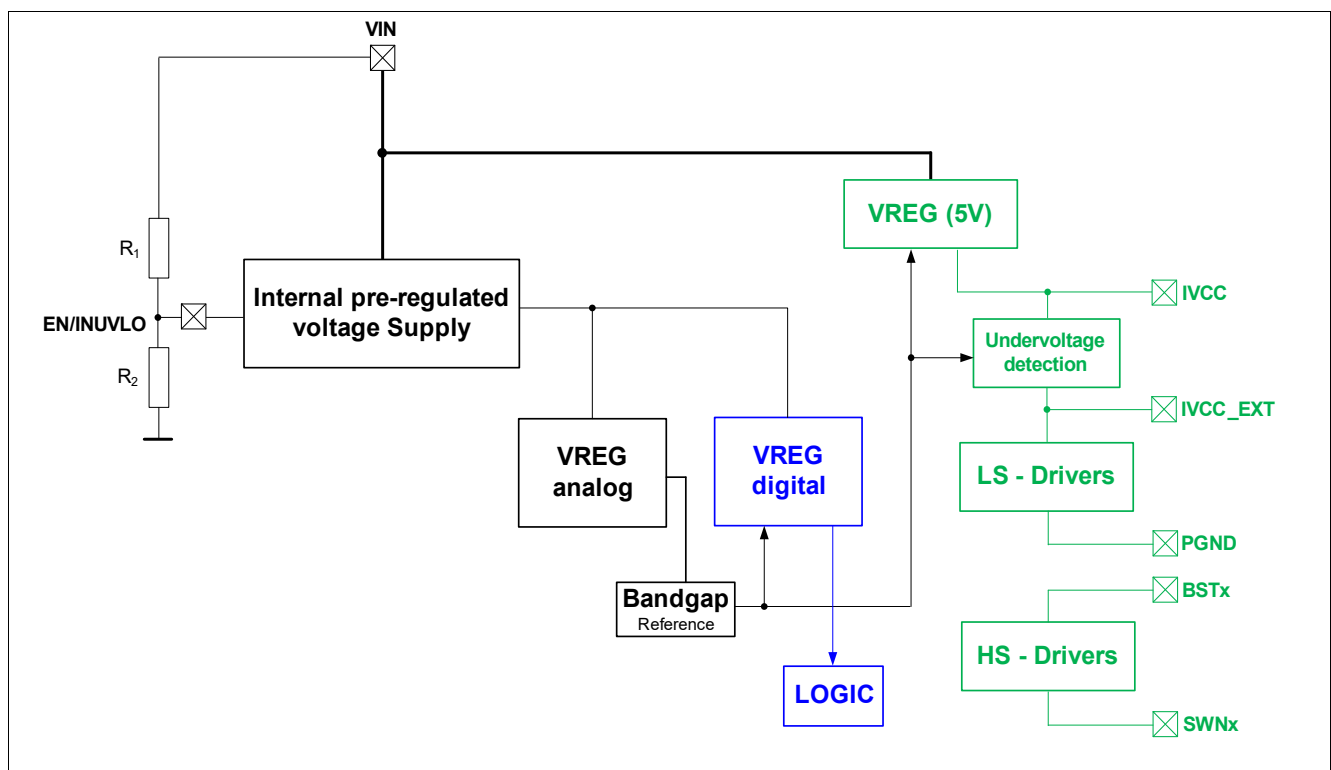 VIN
VREG (5V)
R1
Internal pre-regulated
voltage Supply
IVCC
EN/INUVLO
Undervoltage
detection
R2
IVCC_EXT
VREG
analog
VREG
digital
LS - Drivers
PGND
Bandgap
Reference
BSTx
HS - Drivers
LOGIC
SWNx